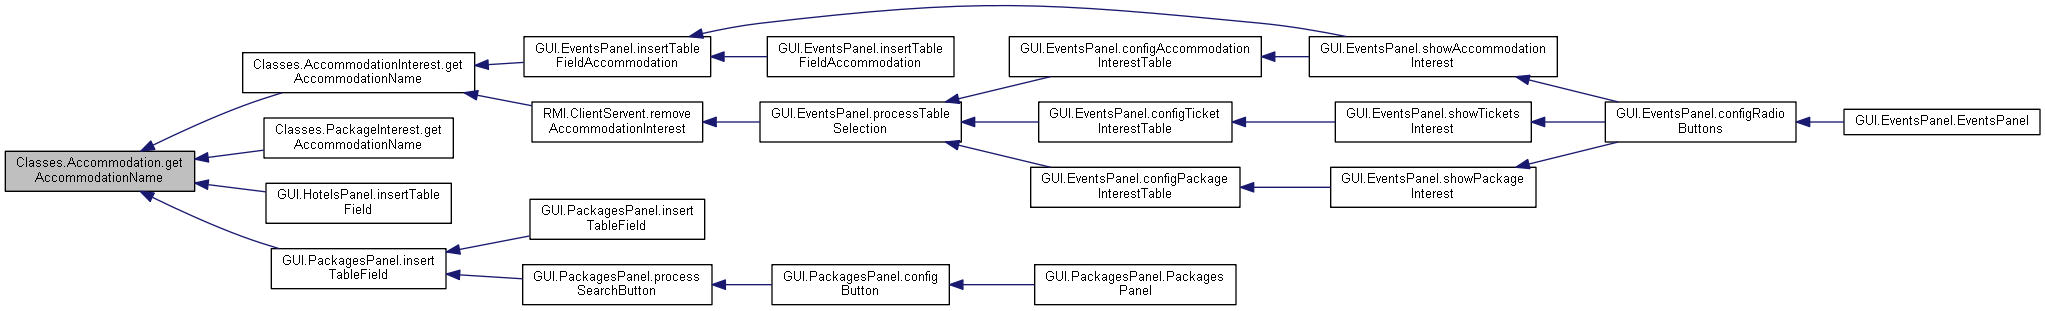 Classes.Accommodation.get
AccommodationName
Classes.AccommodationInterest.get
AccommodationName
Classes.PackageInterest.get
AccommodationName
GUI.HotelsPanel.insertTable
Field
GUI.PackagesPanel.insert
TableField
GUI.EventsPanel.insertTable
FieldAccommodation
RMI.ClientServent.remove
AccommodationInterest
GUI.PackagesPanel.insert
TableField
GUI.PackagesPanel.process
SearchButton
GUI.EventsPanel.insertTable
FieldAccommodation
GUI.EventsPanel.processTable
Selection
GUI.PackagesPanel.config
Button
GUI.EventsPanel.configAccommodation
InterestTable
GUI.EventsPanel.configTicket
InterestTable
GUI.EventsPanel.configPackage
InterestTable
GUI.PackagesPanel.Packages
Panel
GUI.EventsPanel.showAccommodation
Interest
GUI.EventsPanel.showTickets
Interest
GUI.EventsPanel.showPackage
Interest
GUI.EventsPanel.configRadio
Buttons
GUI.EventsPanel.EventsPanel